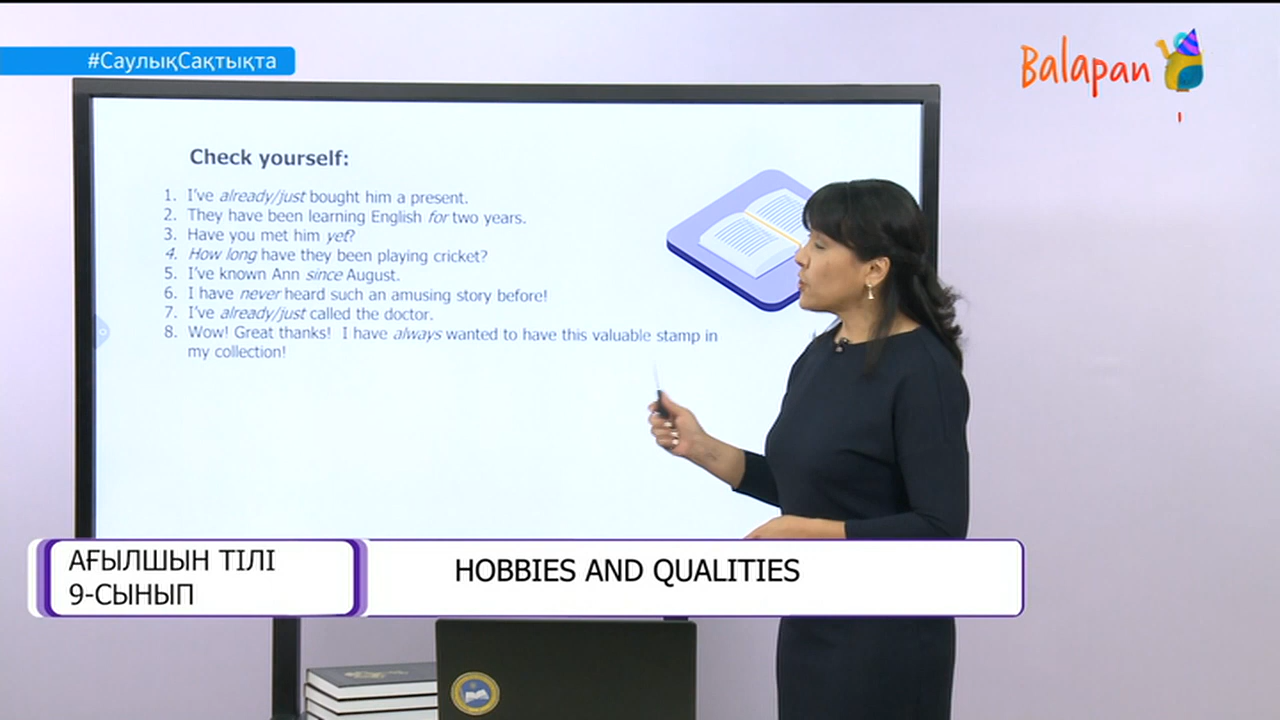 #СаулықСақтықта
Balapan
Check yourself:
1. I've already/just bought him a present.
2. They have been learning English for two years.
3. Have you met him yet?
4. How long have they been playing cricket?
5. I've known Ann since August.
6. I have never heard such an amusing story before!
7. I've already/just called the doctor.
8. Wow! Great thanks! I have always wanted to have this valuable stamp in
my collection!
АҒЫЛШЫН ТІЛІ
9-СЫНЫП
HOBBIES AND QUALITIES